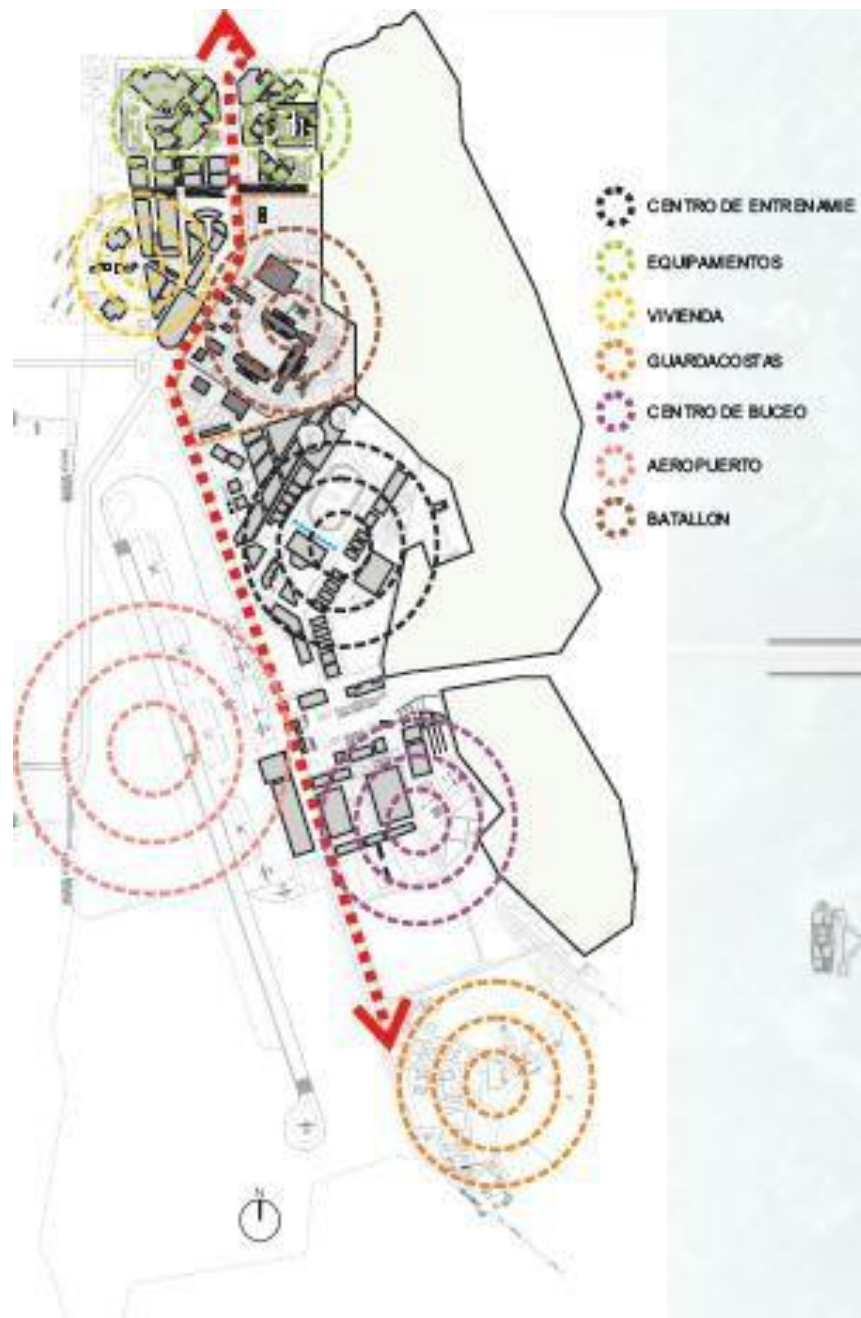 CENTRO DE ENTRENAMIE
EQUIPAMIENTOS
VIVIENDA
GUARDACOSTAS
CENTRO DE BUCEO
AEROPUERTO
BATALLON
N